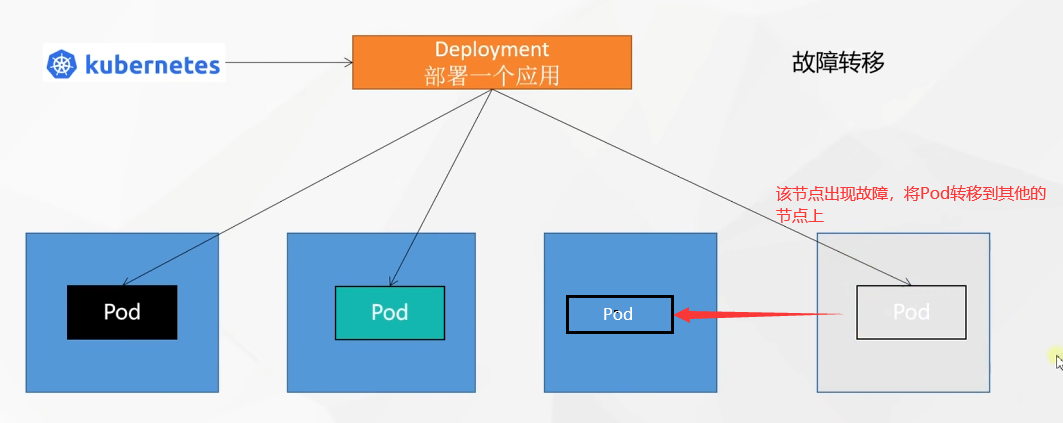 kubernetes
Deployment
部署一个应用
故障转移
该节点出现故障，将Pod转移到其他的
节点上
Pod
Pod
Pod
Pod